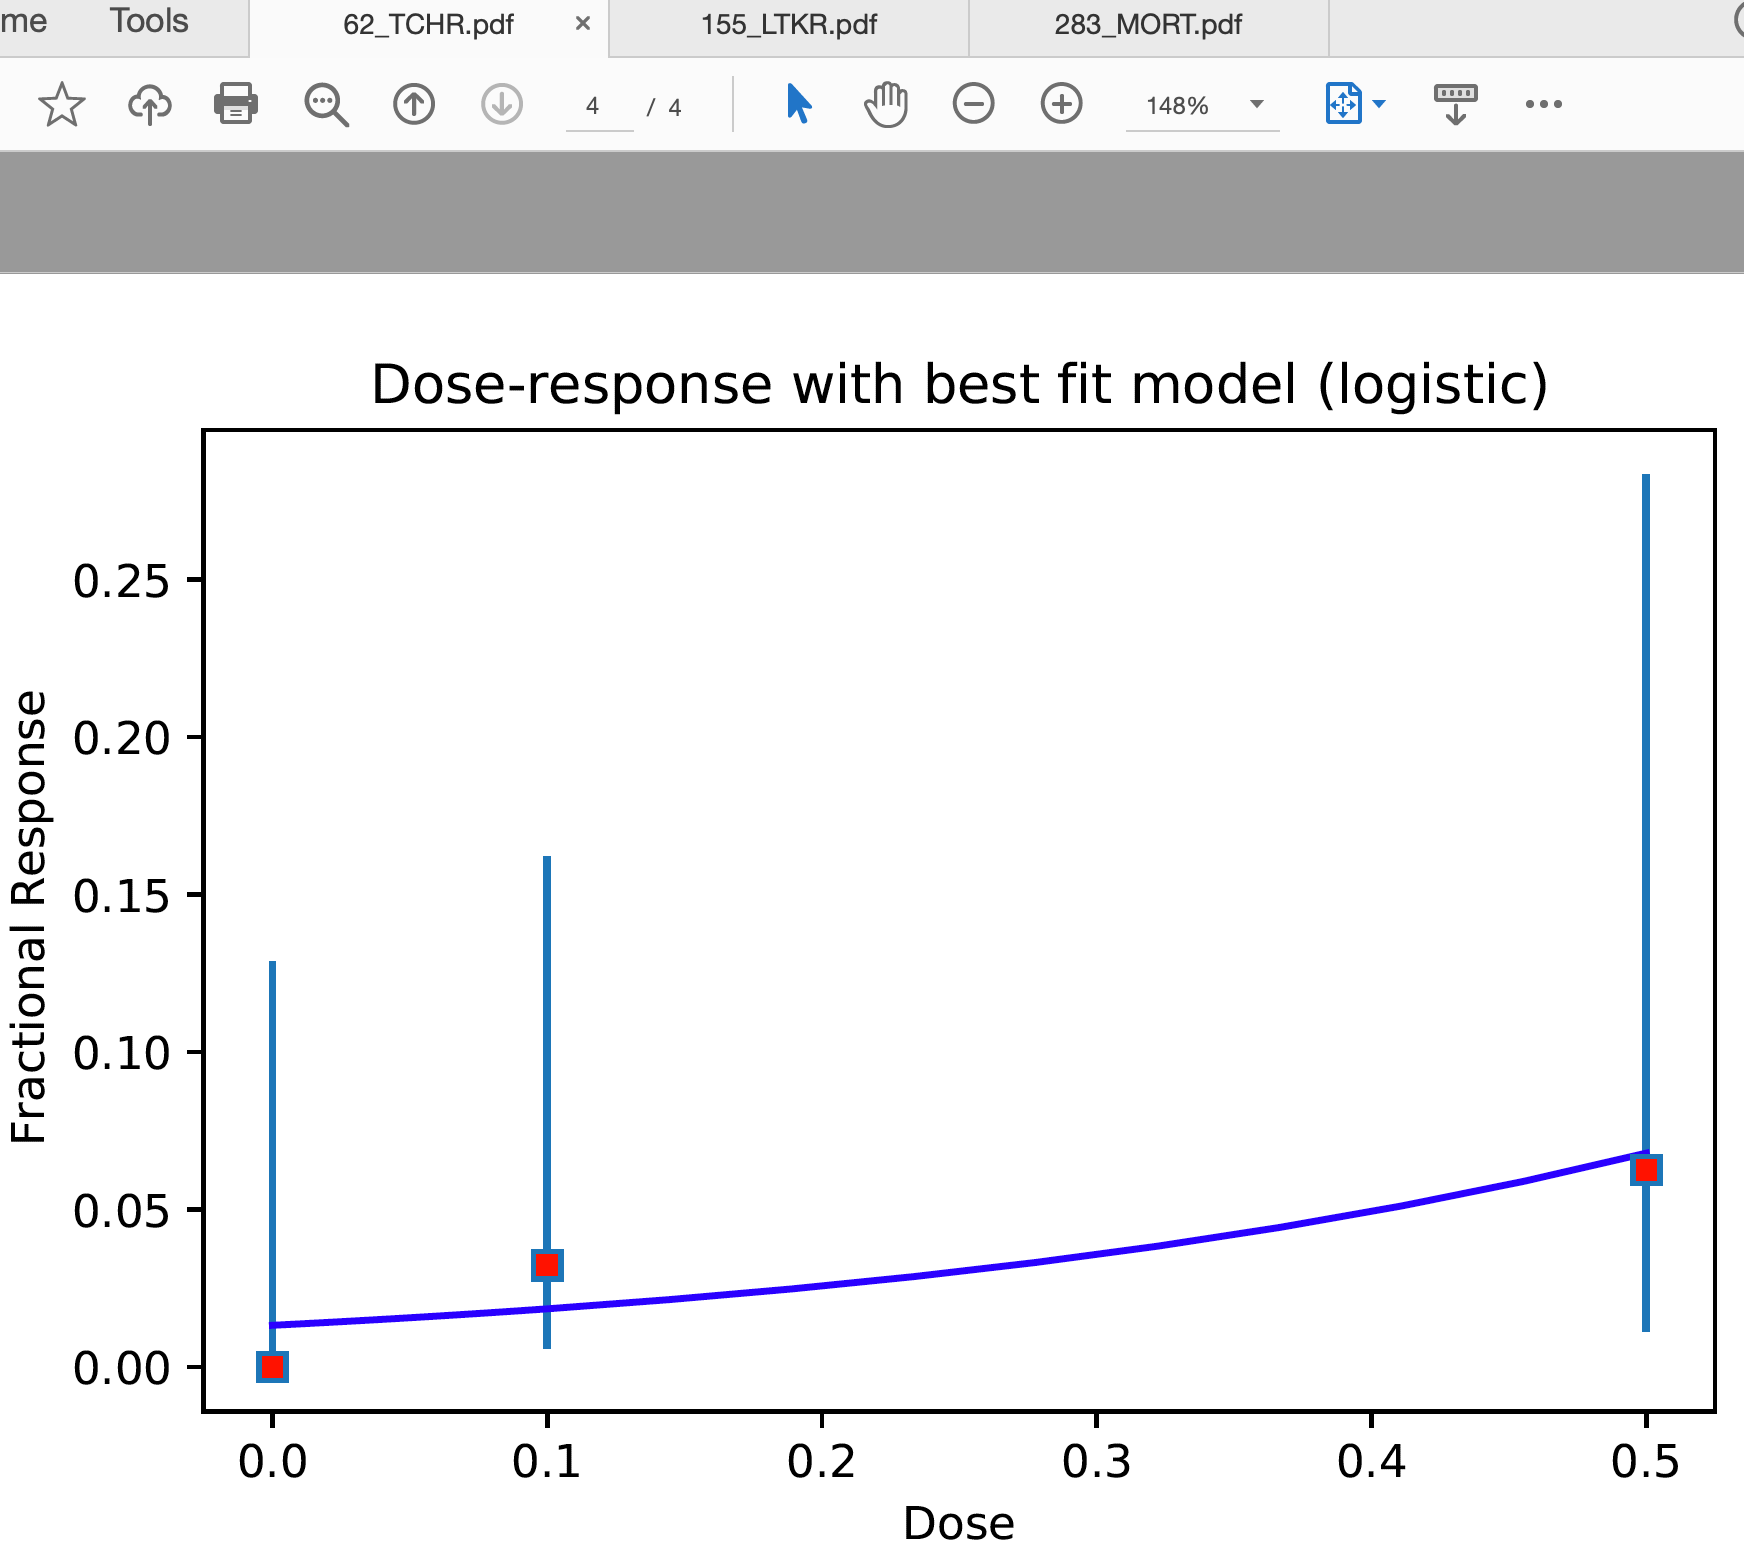 me Tools 62_TCHR.pdf × 155_LTKR.pdf 283_MORT.pdf
4 / 4 148%
Dose-response with best fit model (logistic)
Fractional Response
0.25
0.20
0.15
0.10
0.05
0.00
0.0 0.1 0.2 0.3 0.4 0.5
Dose